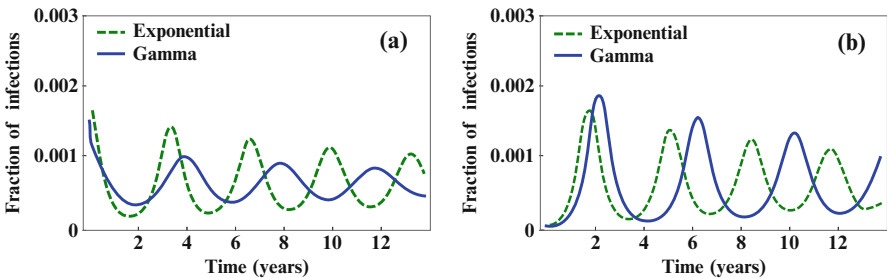 0.003
0.002
0.001
0
Fraction of infections
Exponential
Gamma
(a)
2 4 6 8 10 12
Time (years)
0.003
0.002
0.001
0
Fraction of infections
Exponential
Gamma
(b)
2 4 6 8 10 12
Time (years)